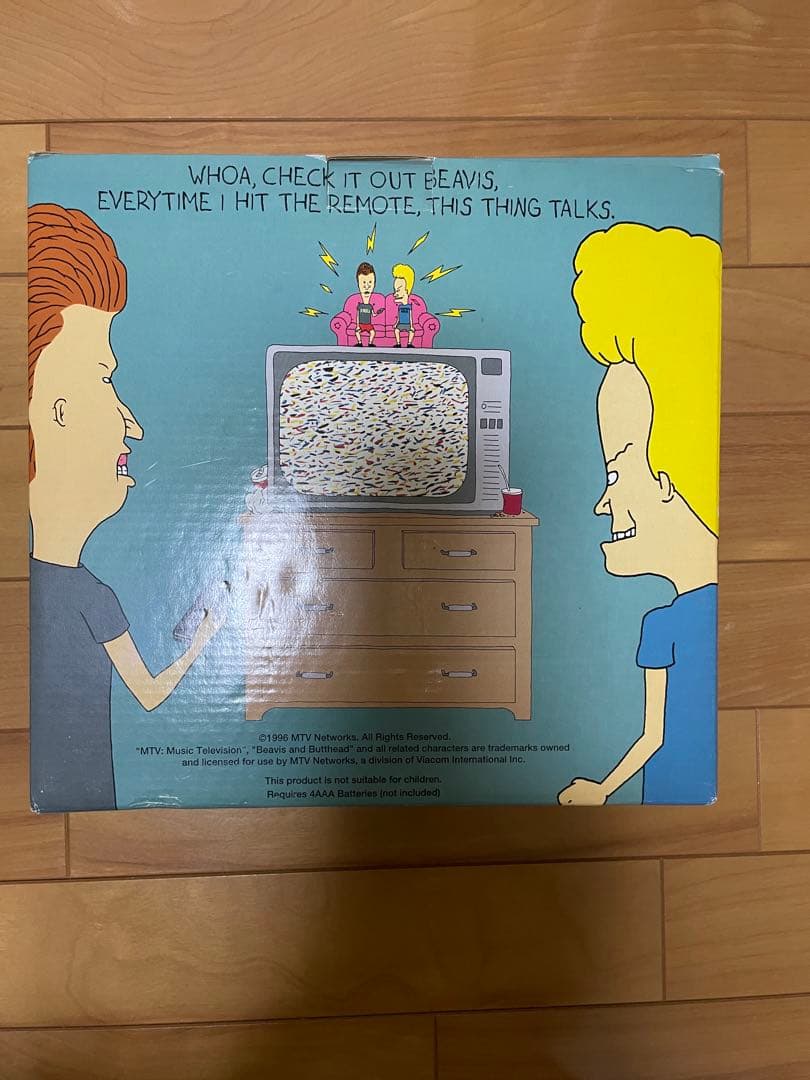 WHOA, CHECK IT OUT BEAVIS,
EVERYTIME I HIT THE REMOTE, THIS THING TALKS.
©1996 MTV Networks. All Rights Reserved.
"MTV: Music Television", "Beavis and Butthead" and all related characters are trademarks owned
and licensed for use by MTV Networks, a division of Viacom International Inc.
This product is not suitable for children.
Requires 4AAA Batteries (not included)